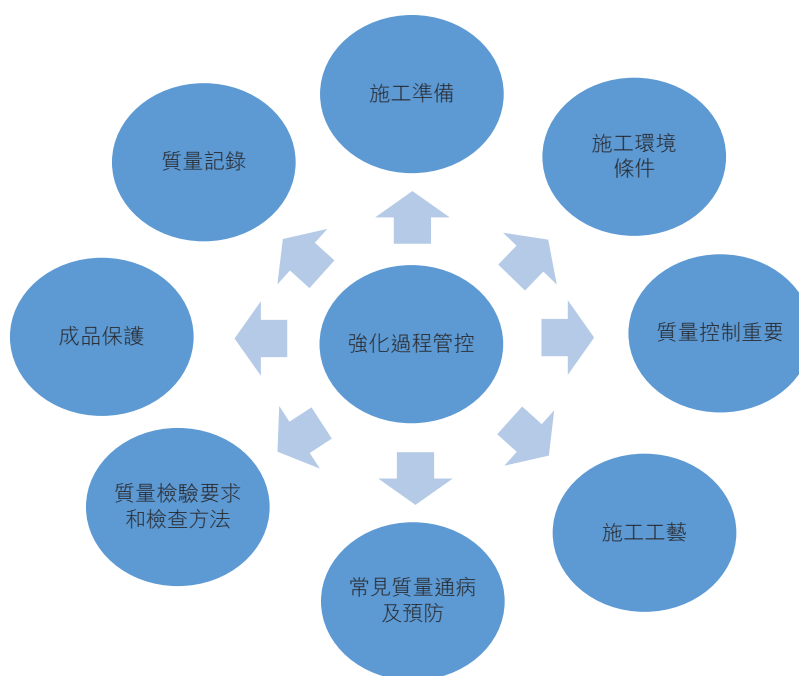 施工準備
施工環境
條件
質量控制重要
施工工藝
常見質量通病
及預防
質量檢驗要求
和檢查方法
成品保護
質量記錄
強化過程管控